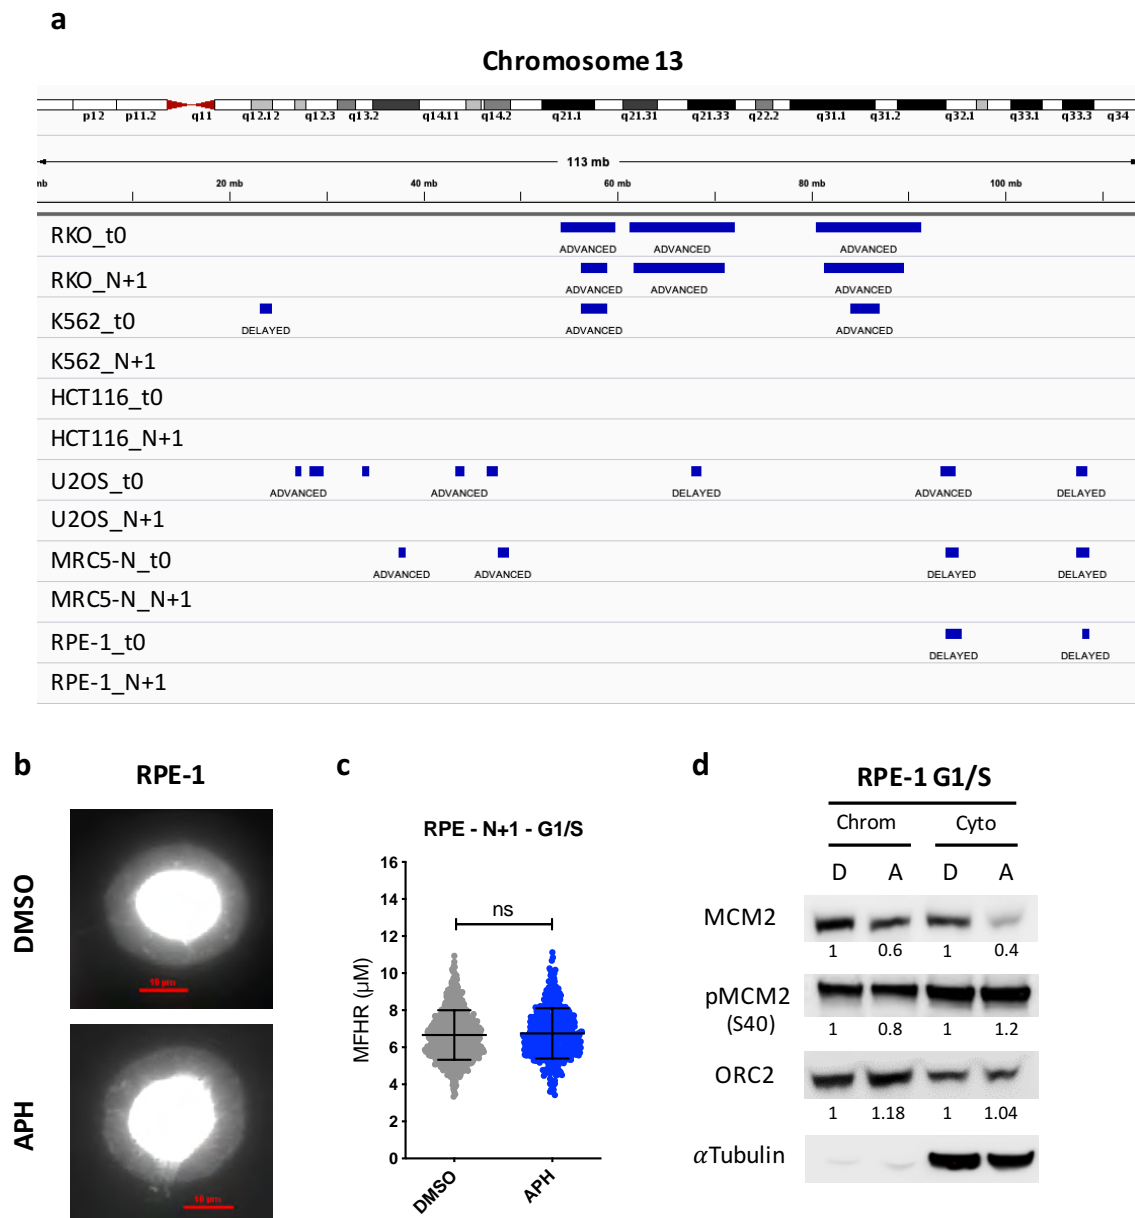 a
Chromosome 13
p12 p11.2 q11 q12.12 q12.3 q13.2 q14.11 q14.2 q21.1 q21.31 q21.33 q22.2 q31.1 q31.2 q32.1 q33.1 q33.3 q34
113 mb
mb 20 mb 40 mb 60 mb 80 mb 100 mb
RKO_t0
ADVANCED ADVANCED ADVANCED
RKO_N+1
ADVANCED ADVANCED ADVANCED
K562_t0
DELAYED ADVANCED ADVANCED
K562_N+1
HCT116_t0
HCT116_N+1
U2OS_t0
ADVANCED ADVANCED DELAYED ADVANCED DELAYED
U2OS_N+1
MRC5-N_t0
ADVANCED ADVANCED DELAYED DELAYED
MRC5-N_N+1
RPE-1_t0
DELAYED DELAYED
RPE-1_N+1
b
RPE-1
DMSO
10 µm
APH
10 µm
c
RPE - N+1 - G1/S
MFHR (µM)
16
14
12
10
8
6
4
2
0
ns
DMSO APH
d
RPE-1 G1/S
Chrom Cyto
D A D A
MCM2
1 0.6 1 0.4
pMCM2
(S40)
1 0.8 1 1.2
ORC2
1 1.18 1 1.04
αTubulin